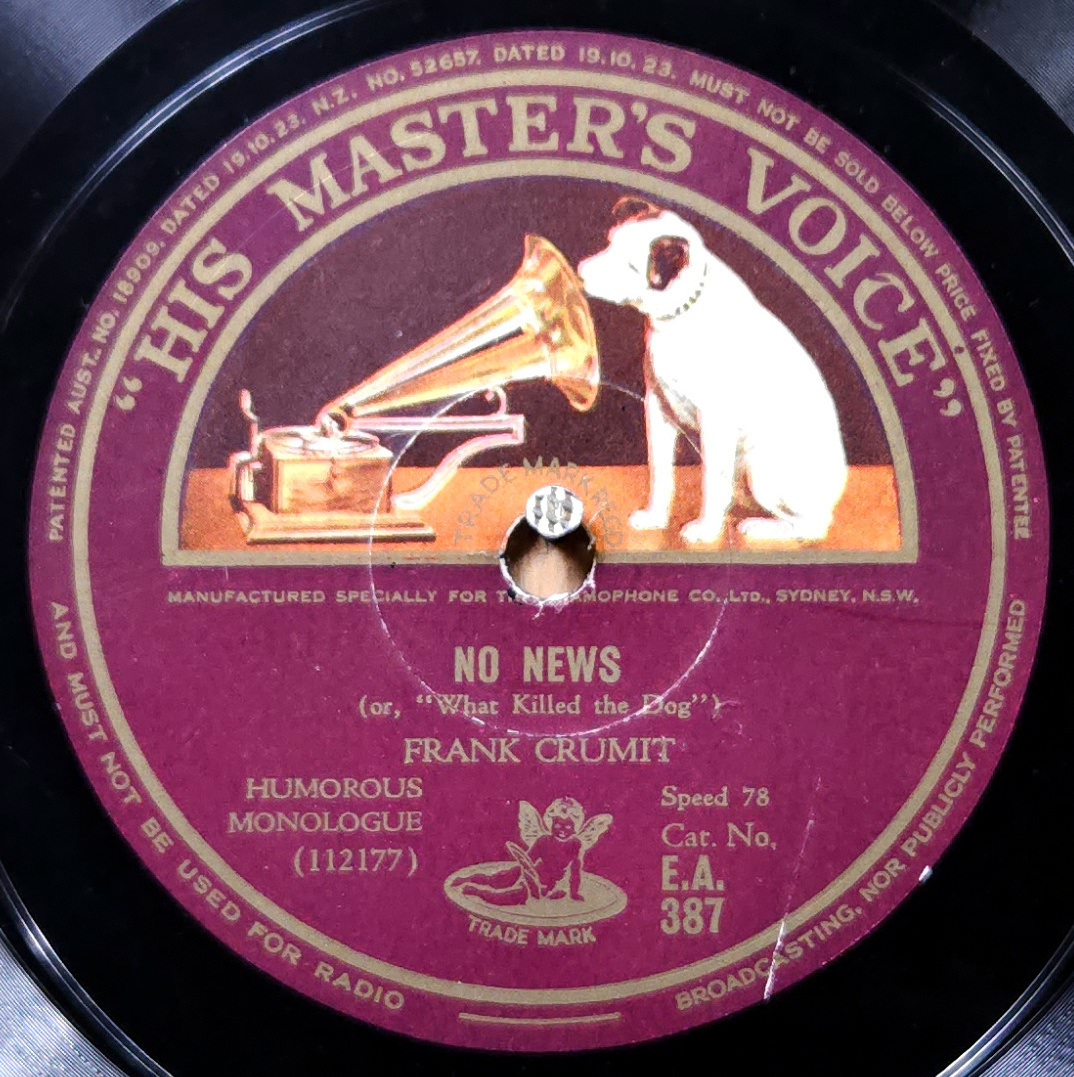 PATENTED AUST. NO. 18909. DATED 19.10.23. N.Z. NO. 52657. DATED 19.10.23. MUST NOT BE SOLD BELOW PRICE FIXED BY PATENTEE
"HIS MASTER'S VOICE"
TRADE MARK REGD
MANUFACTURED SPECIALLY FOR GRAMOPHONE CO., LTD., SYDNEY, N.S.W.
NO NEWS
(or, "What Killed the Dog")
FRANK CRUMIT
HUMOROUS
MONOLOGUE
(112177)
Speed 78
Cat. No.
E.A.
387
TRADE MARK
AND MUST NOT BE USED FOR RADIO
BROADCASTING, NOR PUBLICLY PERFORMED